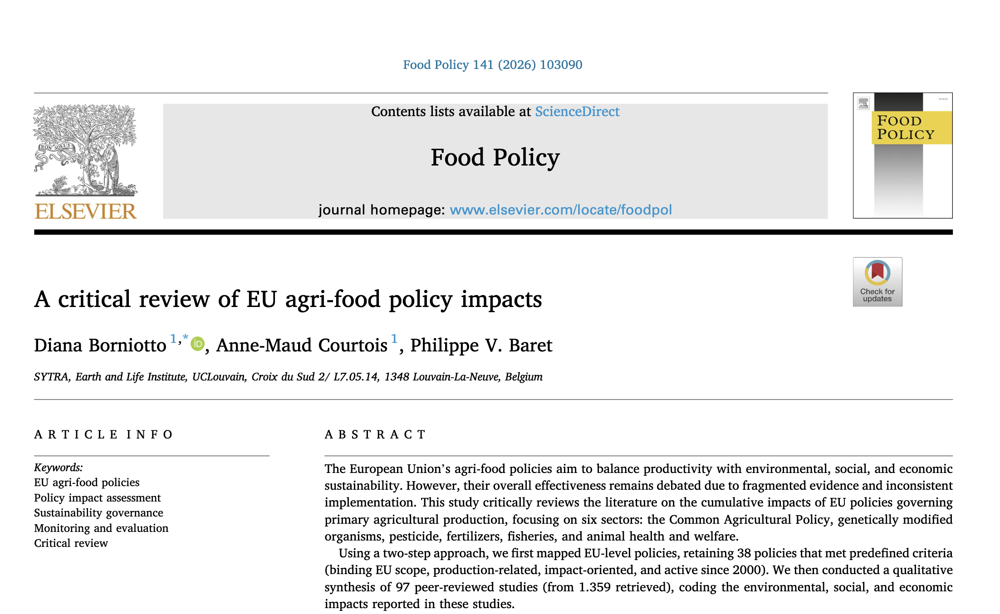 Food Policy 141 (2026) 103090
Contents lists available at ScienceDirect
Food Policy
journal homepage: www.elsevier.com/locate/foodpol
NON SOLUS
ELSEVIER
ELSEVIER
FOOD
POLICY
Check for
updates
A critical review of EU agri-food policy impacts
Diana Borniotto 1,* iD, Anne-Maud Courtois 1, Philippe V. Baret
SYTRA, Earth and Life Institute, UCLouvain, Croix du Sud 2/ L7.05.14, 1348 Louvain-La-Neuve, Belgium
ARTICLE INFO
Keywords:
EU agri-food policies
Policy impact assessment
Sustainability governance
Monitoring and evaluation
Critical review
ABSTRACT
The European Union’s agri-food policies aim to balance productivity with environmental, social, and economic
sustainability. However, their overall effectiveness remains debated due to fragmented evidence and inconsistent
implementation. This study critically reviews the literature on the cumulative impacts of EU policies governing
primary agricultural production, focusing on six sectors: the Common Agricultural Policy, genetically modified
organisms, pesticide, fertilizers, fisheries, and animal health and welfare.
Using a two-step approach, we first mapped EU-level policies, retaining 38 policies that met predefined criteria
(binding EU scope, production-related, impact-oriented, and active since 2000). We then conducted a qualitative
synthesis of 97 peer-reviewed studies (from 1.359 retrieved), coding the environmental, social, and economic
impacts reported in these studies.